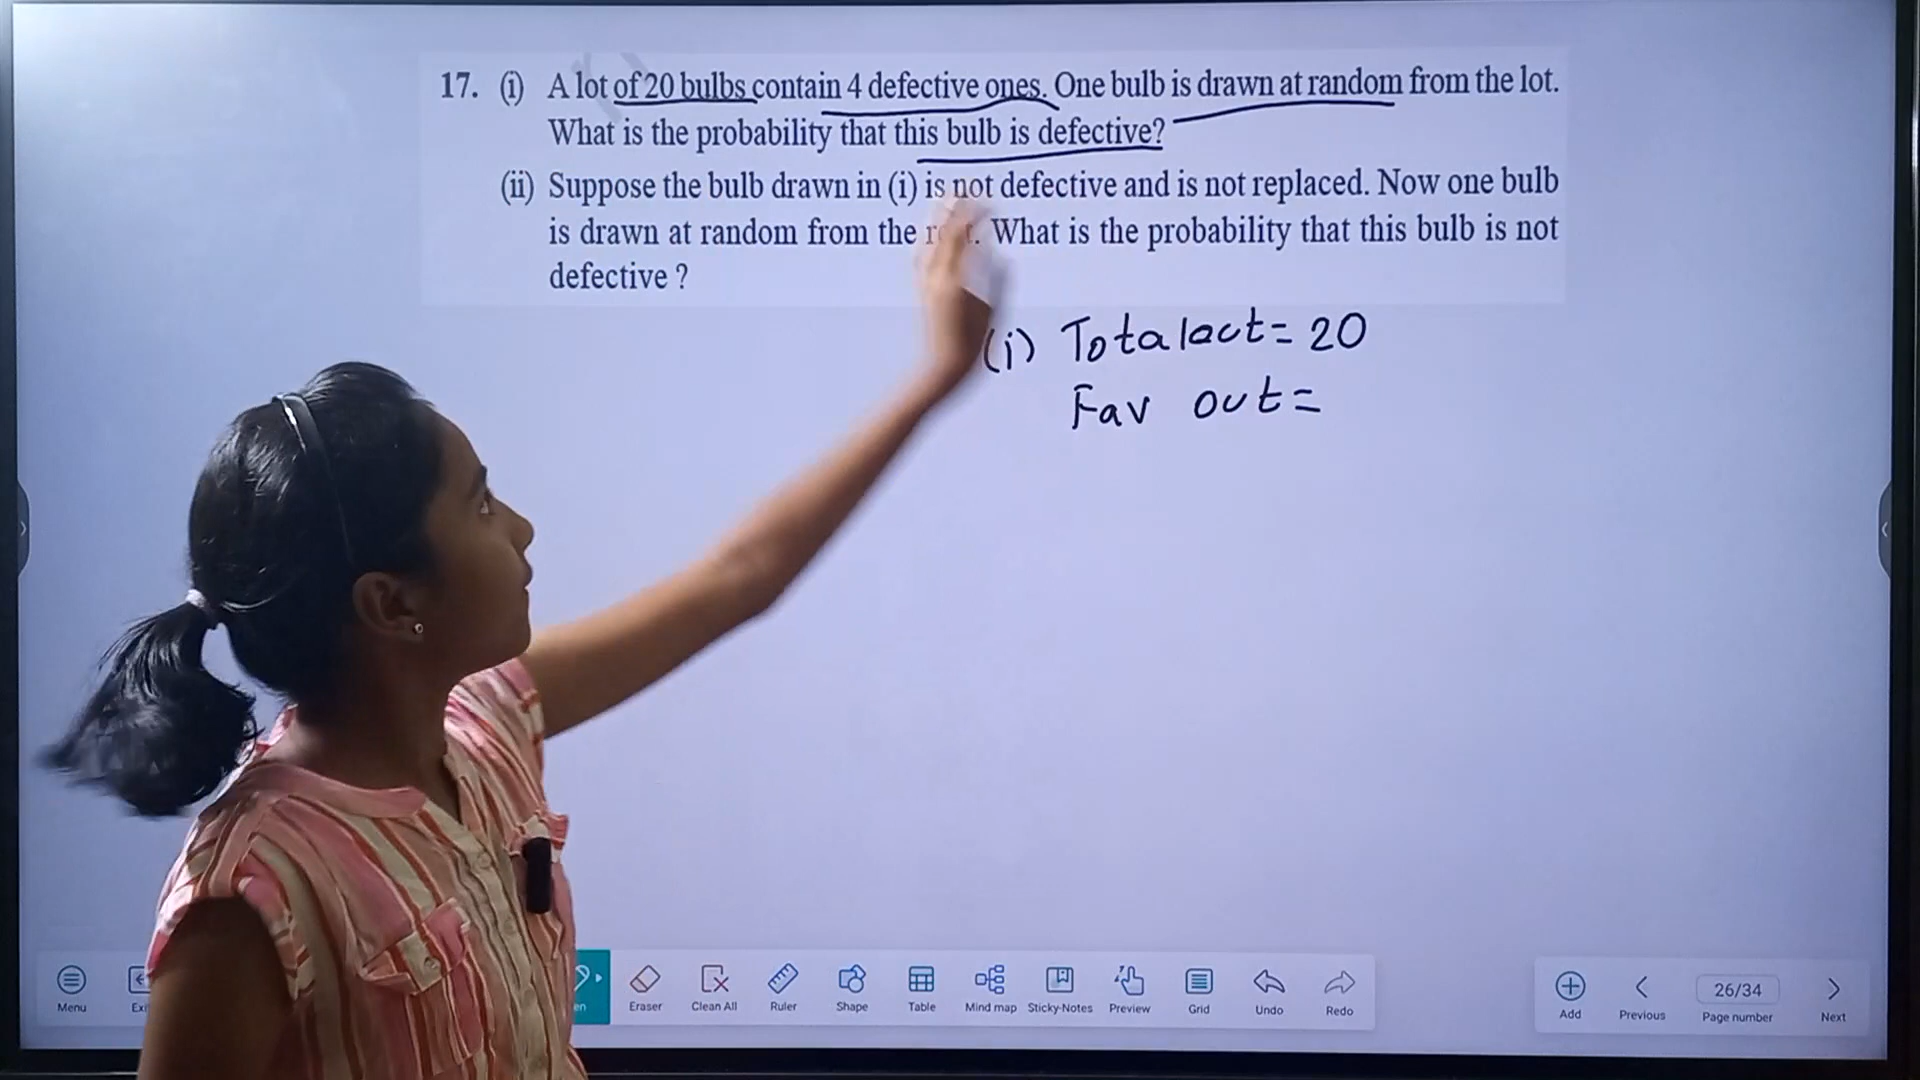 17. (i) A lot of 20 bulbs contain 4 defective ones. One bulb is drawn at random from the lot.
What is the probability that this bulb is defective?
(ii) Suppose the bulb drawn in (i) is not defective and is not replaced. Now one bulb
is drawn at random from the What is the probability that this bulb is not
defective ?
(i) Total out = 20
Fav out =
Menu
Eraser
Clean All
Ruler
Shape
Table
Mind map
Sticky-Notes
Preview
Grid
Undo
Redo
Add
Previous
26/34
Page number
Next